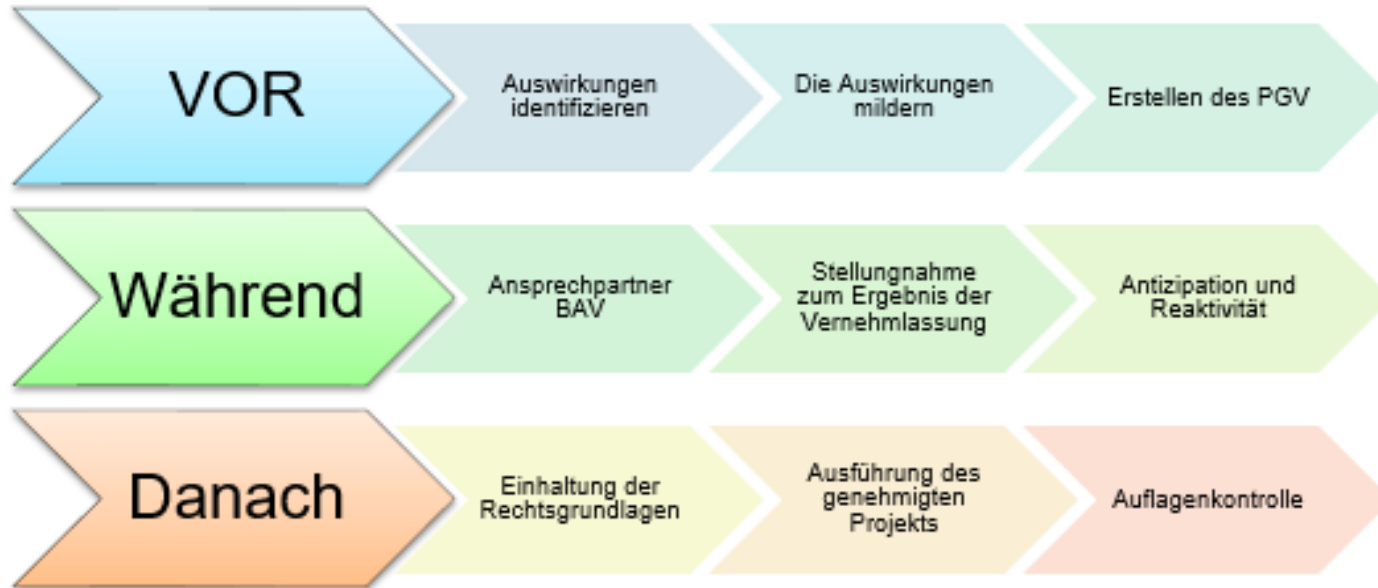 VOR
Auswirkungen
identifizieren
Die Auswirkungen
mildern
Erstellen des PGV
Während
Ansprechpartner
BAV
Stellungnahme
zum Ergebnis der
Vernehmlassung
Antizipation und
Reaktivität
Danach
Einhaltung der
Rechtsgrundlagen
Ausführung des
genehmigten
Projekts
Auflagenkontrolle